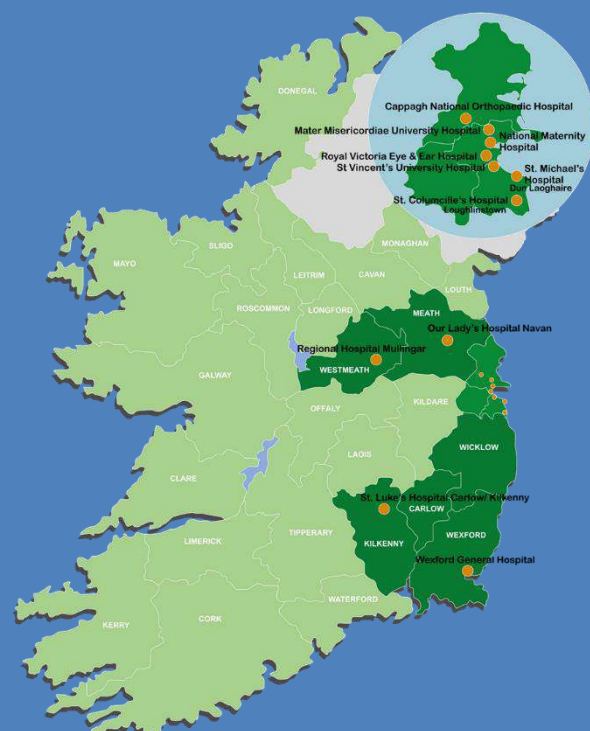 DONEGAL
Cappagh National Orthopaedic Hospital
Mater Misericordiae University Hospital
National Maternity
Hospital
Royal Victoria Eye & Ear Hospital
St Vincent's University Hospital
St. Michael's
Hospital
Dun Laoghaire
St. Columcille's Hospital
Loughlinstown
MONAGHAN
SLIGO
MAYO
LEITRIM
CAVAN
LOUTH
ROSCOMMON
LONGFORD
MEATH
Our Lady's Hospital Navan
Regional Hospital Mullingar
WESTMEATH
GALWAY
OFFALY
KILDARE
WICKLOW
LAOIS
CLARE
St. Luke's Hospital Carlow/ Kilkenny
CARLOW
TIPPERARY
WEXFORD
LIMERICK
KILKENNY
Wexford General Hospital
WATERFORD
CORK
KERRY